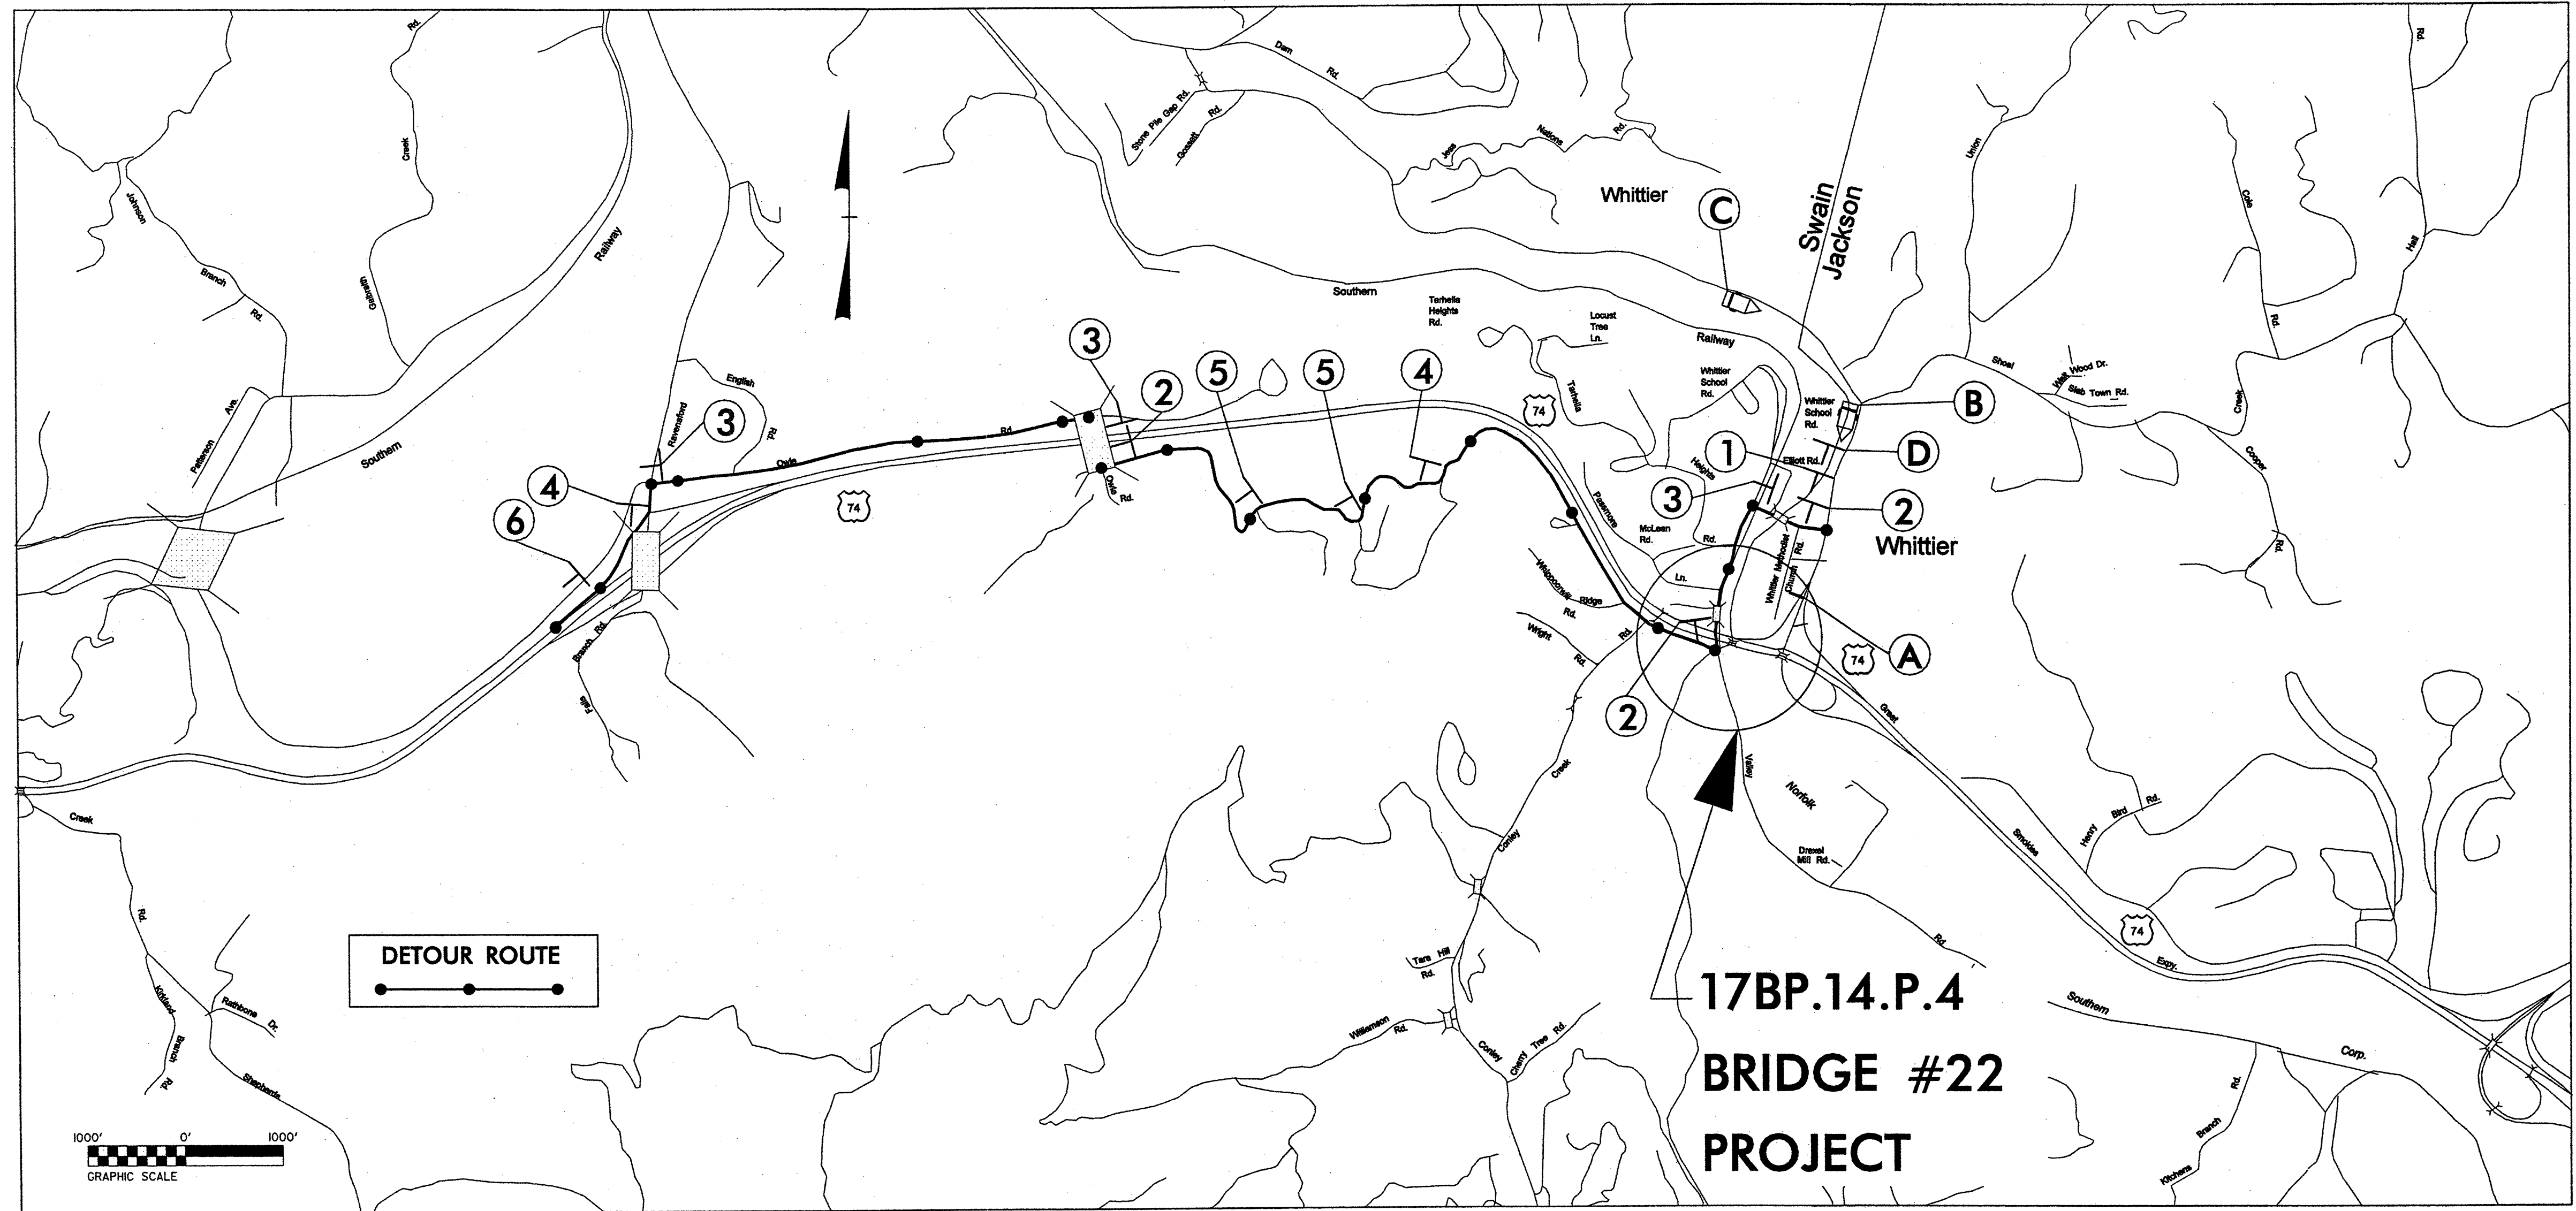 Rd.
Creek
Galbraith
Johnson
Branch
Rd.
Patterson
Ave.
Railway
Southern
Dam
Rd.
Stone Pile Gap Rd.
Gossett
Rd.
Jess
Nations
Rd.
Whittier
C
Swain
Jackson
Union
Cole
Rd.
Creek
Rd.
Hall
Southern
Railway
Tarhelia
Heights
Rd.
Locust
Tree
Ln.
Whittier
School
Rd.
Whittier
School
Rd.
Tarhelia
Heights
Rd.
74
Shoal
Walt Wood Dr.
Slab Town Rd.
Cooper
Rd.
B
D
Elliott Rd.
1
3
2
Whittier
Whittier Methodist
Church
Rd.
English
Rd.
Ravensford
3
4
6
Owle
Rd.
3
2
5
5
4
Owle
Rd.
74
Passmore
Ln.
McLean
Rd.
Whipporwill
Ridge
Rd.
Wright
Rd.
Rd.
2
A
74
Great
Smokies
Expy.
74
Branch Rd.
Falls
Valley
Norfolk
Drexel
Mill Rd.
Rd.
Henry
Bird
Rd.
Creek
Conley
Tara Hill
Rd.
Williamson
Rd.
Conley
Cherry Tree Rd.
Creek
Rd.
Kirkland
Branch
Rd.
Rathbone
Dr.
Shepherds
DETOUR ROUTE
1000' 0' 1000'
GRAPHIC SCALE
17BP.14.P.4
BRIDGE #22
PROJECT
Southern
Corp.
Rd.
Branch
Kitchens